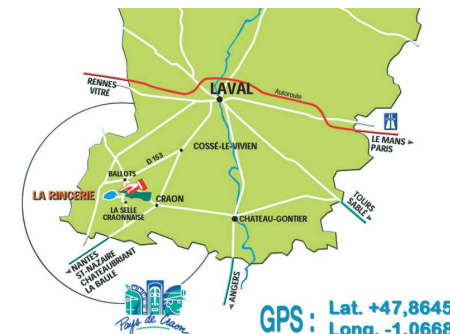 RENNES
VITRÉ
LAVAL
Autoroute
LE MANS
PARIS
COSSÉ-LE-VIVIEN
D 153
BALLOTS
LA RINCERIE
LA SELLE
CRAONNAISE
CRAON
CHATEAU-GONTIER
TOURS
SABLÉ
NANTES
ST-NAZAIRE
CHATEAUBRIANT
LA BAULE
ANGERS
Pays de Craon
GPS : Lat. +47,8645
Long. -1,0668